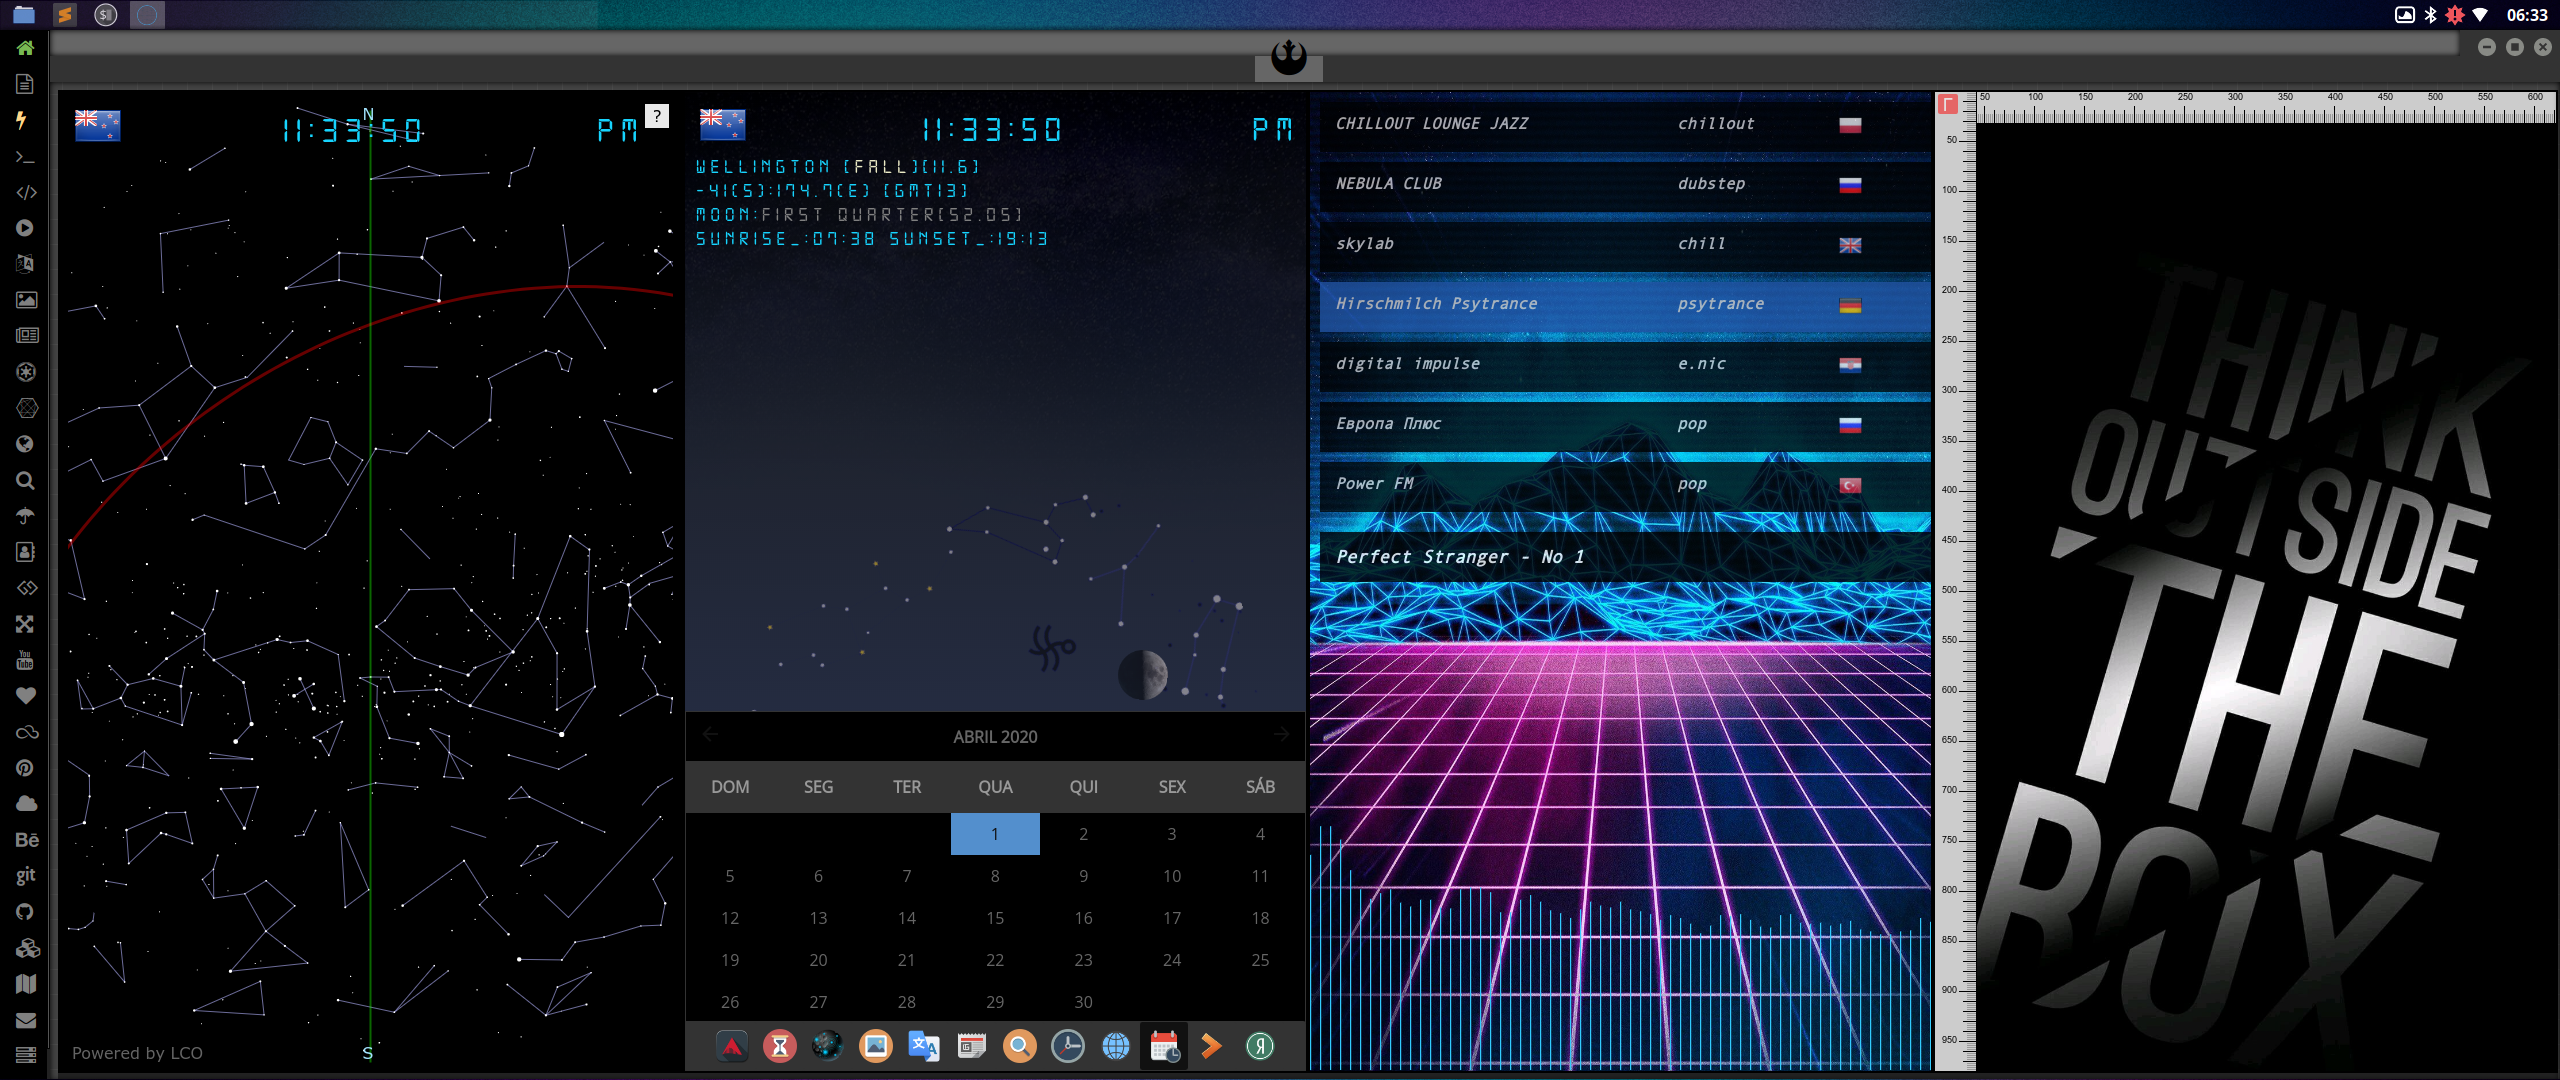 06:33
N
11:33:50 PM
?
S
Powered by LCO
11:33:50 PM
WELLINGTON [FALL][11.6]
-41(S):174.7(E) [GMT13]
MOON:FIRST QUARTER[52.05]
SUNRISE_:07:38 SUNSET_:19:13
ABRIL 2020
DOM SEG TER QUA QUI SEX SÁB
1 2 3 4
5 6 7 8 9 10 11
12 13 14 15 16 17 18
19 20 21 22 23 24 25
26 27 28 29 30
CHILLOUT LOUNGE JAZZ chillout
NEBULA CLUB dubstep
skylab chill
Hirschmilch Psytrance psytrance
digital impulse e.nic
Европа Плюс pop
Power FM pop
Perfect Stranger - No 1
50 100 150 200 250 300 350 400 450 500 550 600
50
100
150
200
250
300
350
400
450
500
550
600
650
700
750
800
850
900
950
THINK
OUTSIDE
THE
BOX
You
Tube
Bē
git